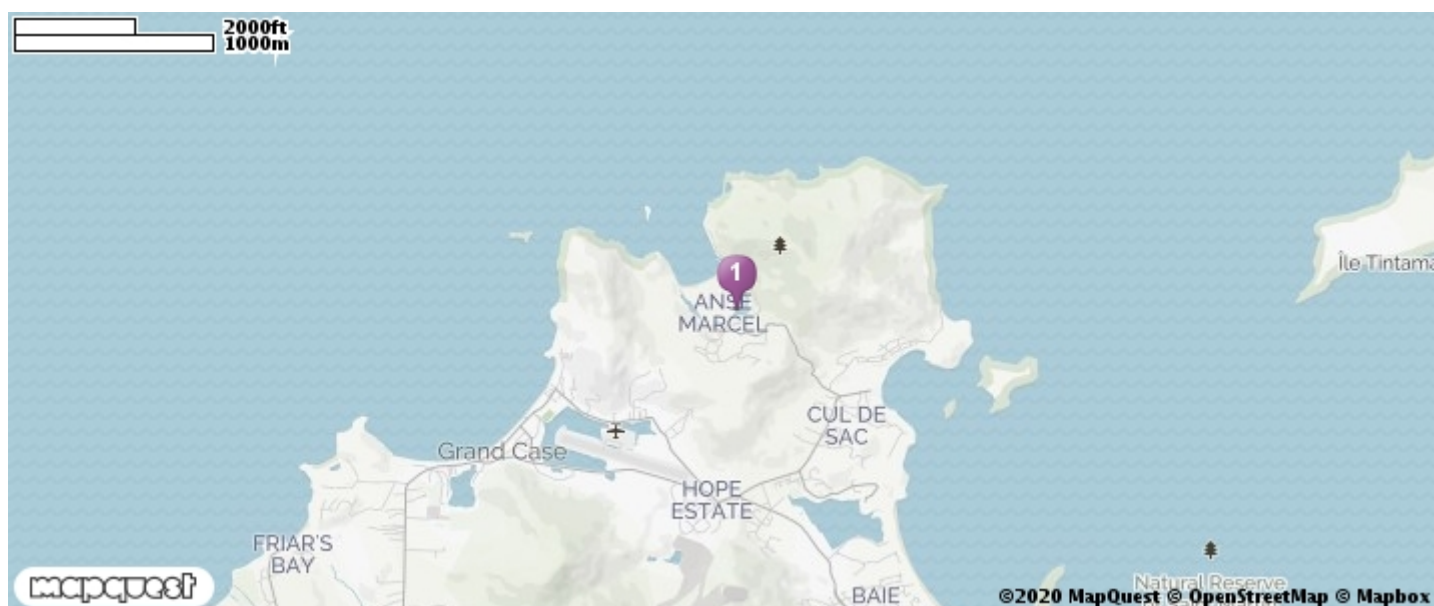 2000ft
1000m
1
Île Tintama
ANSE
MARCEL
CUL DE
SAC
Grand Case
HOPE
ESTATE
FRIAR'S
BAY
mapquest
Natural Reserve
BAIE
©2020 MapQuest © OpenStreetMap © Mapbox